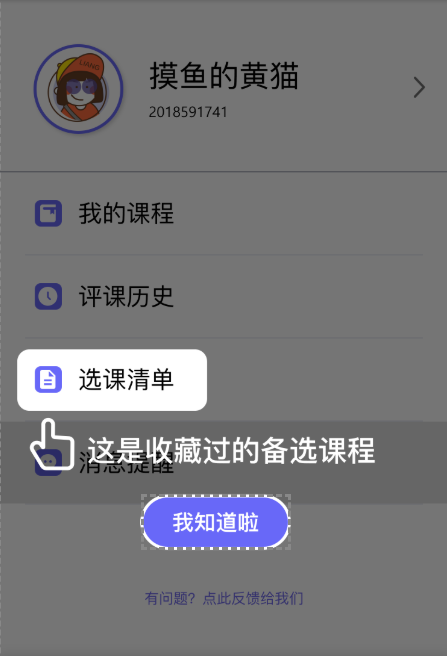 LIANG
摸鱼的黄猫
2018591741
我的课程
评课历史
选课清单
这是收藏过的备选课程
消息提醒
我知道啦
有问题？点此反馈给我们